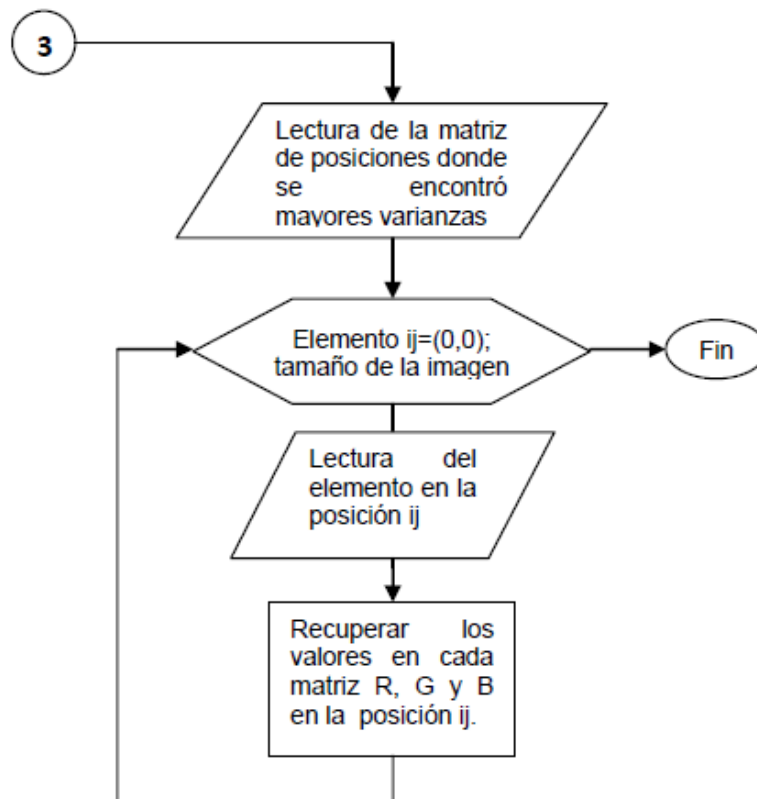 3
Lectura de la matriz
de posiciones donde
se encontró
mayores varianzas
Elemento ij=(0,0);
tamaño de la imagen
Fin
Lectura del
elemento en la
posición ij
Recuperar los
valores en cada
matriz R, G y B
en la posición ij.